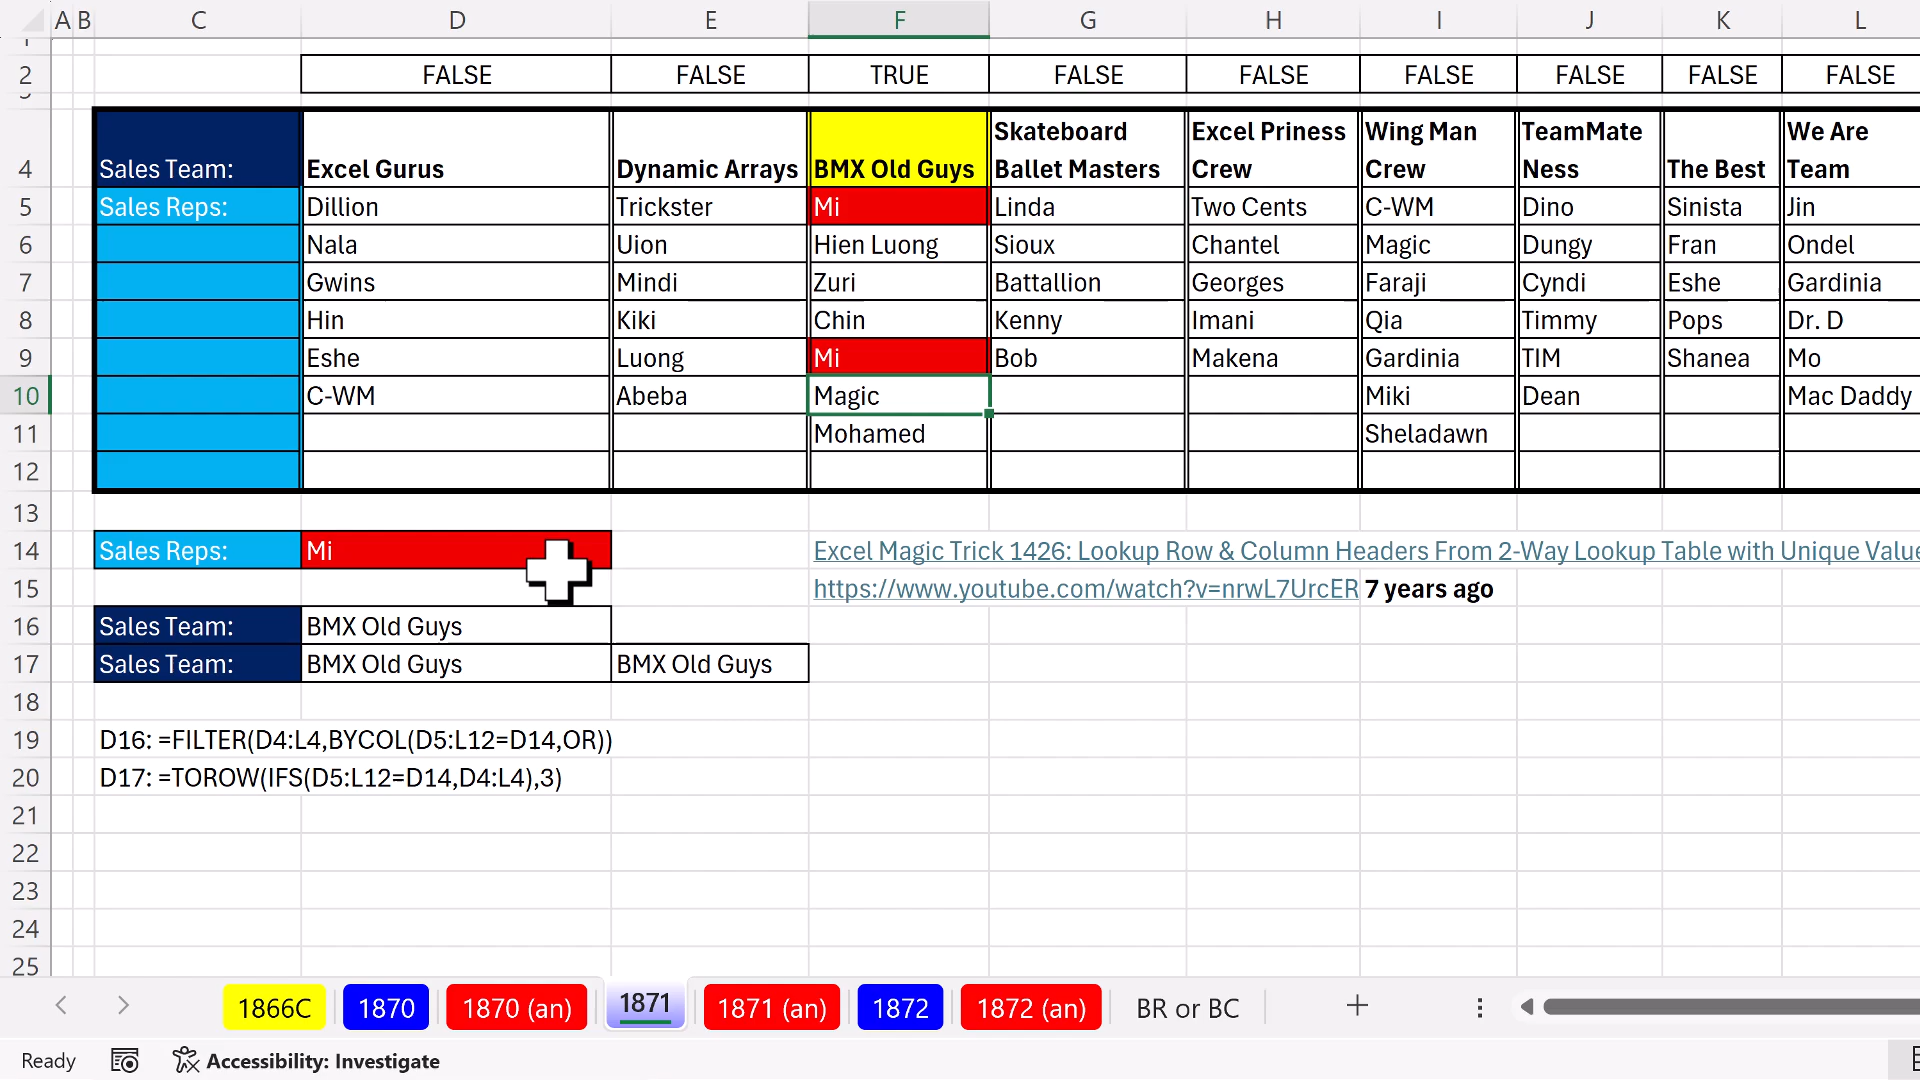 A B C D E F G H I J K L
2 FALSE FALSE TRUE FALSE FALSE FALSE FALSE FALSE FALSE
Skateboard Excel Priness Wing Man TeamMate We Are
4 Sales Team: Excel Gurus Dynamic Arrays BMX Old Guys Ballet Masters Crew Crew Ness The Best Team
5 Sales Reps: Dillion Trickster Mi Linda Two Cents C-WM Dino Sinista Jin
6 Nala Uion Hien Luong Sioux Chantel Magic Dungy Fran Ondel
7 Gwins Mindi Zuri Battallion Georges Faraji Cyndi Eshe Gardinia
8 Hin Kiki Chin Kenny Imani Qia Timmy Pops Dr. D
9 Eshe Luong Mi Bob Makena Gardinia TIM Shanea Mo
10 C-WM Abeba Magic Miki Dean Mac Daddy
11 Mohamed Sheladawn
12
13
14 Sales Reps: Mi Excel Magic Trick 1426: Lookup Row & Column Headers From 2-Way Lookup Table with Unique Value
15 https://www.youtube.com/watch?v=nrwL7UrcER 7 years ago
16 Sales Team: BMX Old Guys
17 Sales Team: BMX Old Guys BMX Old Guys
18
19 D16: =FILTER(D4:L4,BYCOL(D5:L12=D14,OR))
20 D17: =TOROW(IFS(D5:L12=D14,D4:L4),3)
21
22
23
24
25
1866C 1870 1870 (an) 1871 1871 (an) 1872 1872 (an) BR or BC
Ready Accessibility: Investigate